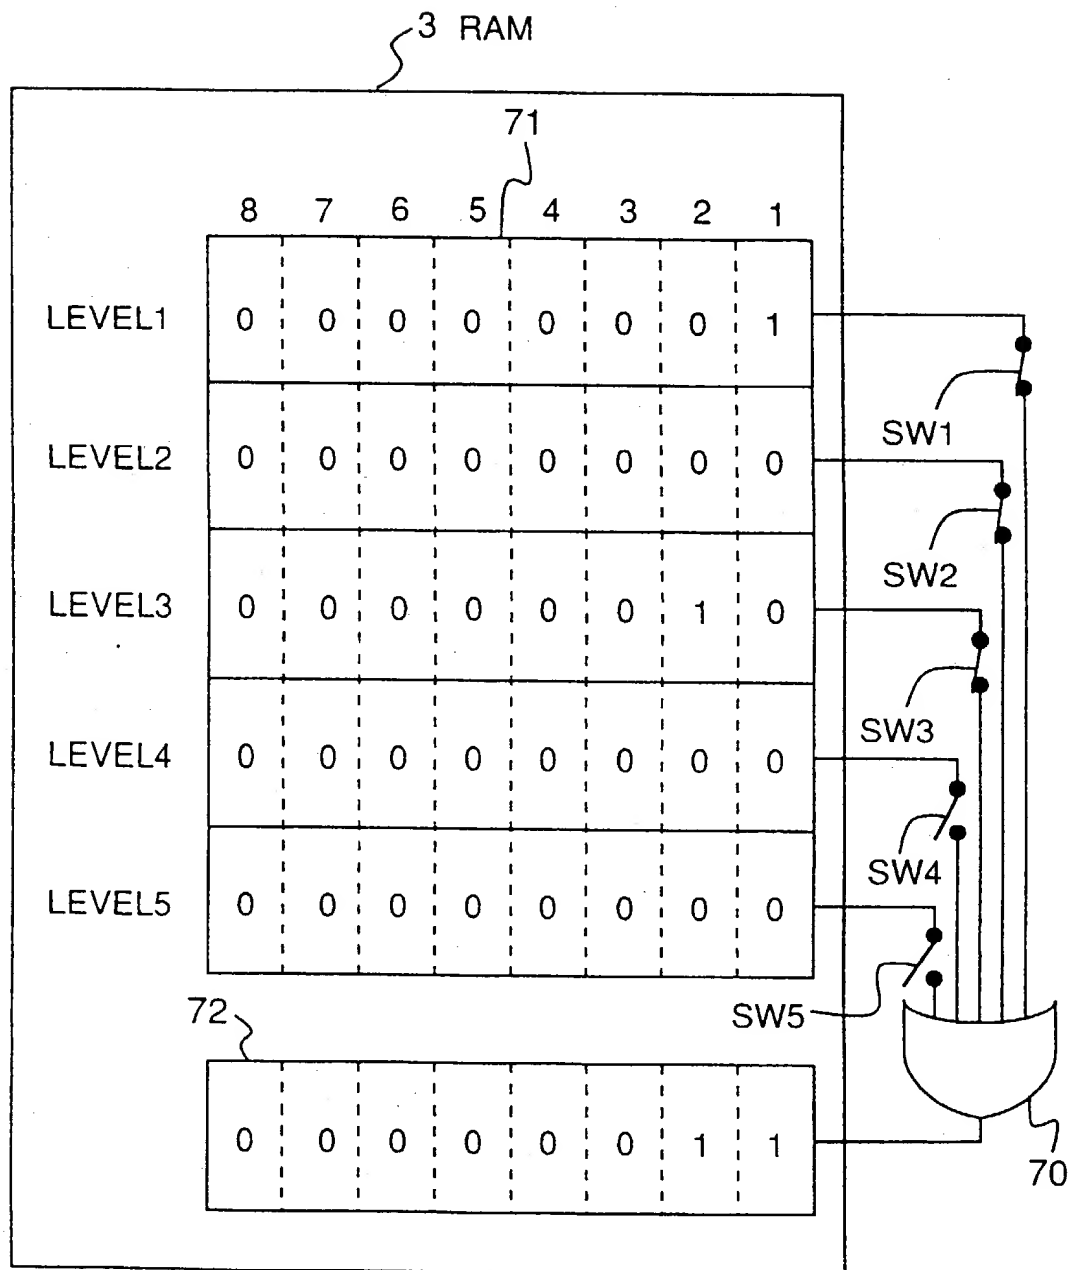 3 RAM
71
8 7 6 5 4 3 2 1
LEVEL1 0 0 0 0 0 0 0 1
SW1
LEVEL2 0 0 0 0 0 0 0 0
SW2
LEVEL3 0 0 0 0 0 0 1 0
SW3
LEVEL4 0 0 0 0 0 0 0 0
SW4
LEVEL5 0 0 0 0 0 0 0 0
SW5
72
0 0 0 0 0 0 1 1
70